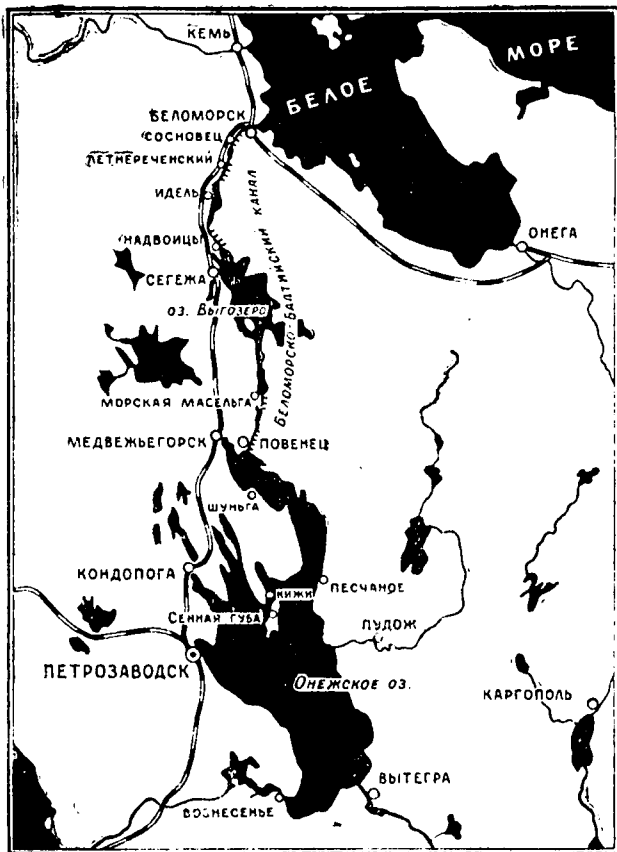 КЕМЬ
МОРЕ
БЕЛОЕ
БЕЛОМОРСК
СОСНОВЕЦ
ЛЕТНЕРЕЧЕНСКИЙ
ИДЕЛЬ
НАДВОИЦЫ
ОНЕГА
СЕГЕЖА
ОЗ. ВЫГОЗЕРО
БЕЛОМОРСКО-БАЛТИЙСКИЙ КАНАЛ
МОРСКАЯ МАСЕЛЬГА
МЕДВЕЖЬЕГОРСК
ПОВЕНЕЦ
ШУНЬГА
КОНДОПОГА
КИЖИ
ПЕСЧАНОЕ
СЕННАЯ ГУБА
ПУДОЖ
ПЕТРОЗАВОДСК
ОНЕЖСКОЕ ОЗ.
КАРГОПОЛЬ
ВЫТЕГРА
ВОЗНЕСЕНЬЕ